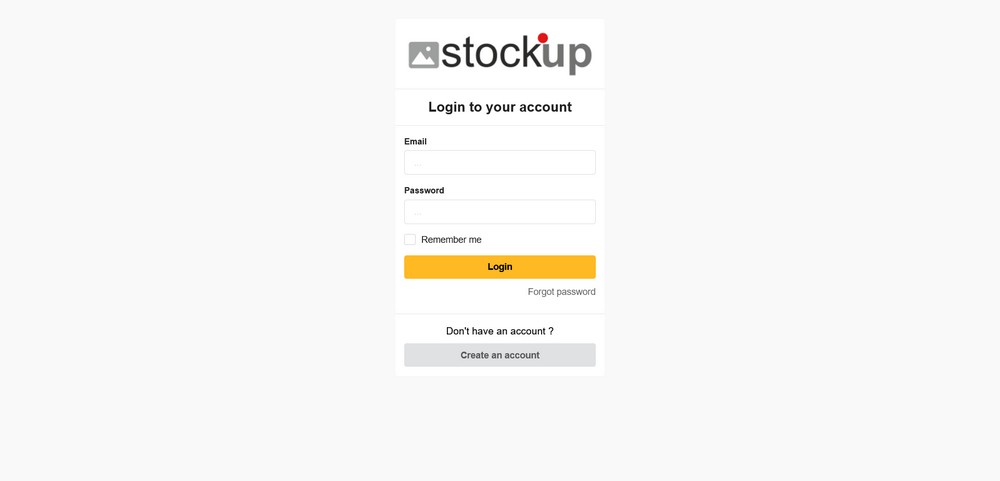 stockup
Login to your account
Email
...
Password
...
Remember me
Login
Forgot password
Don't have an account ?
Create an account